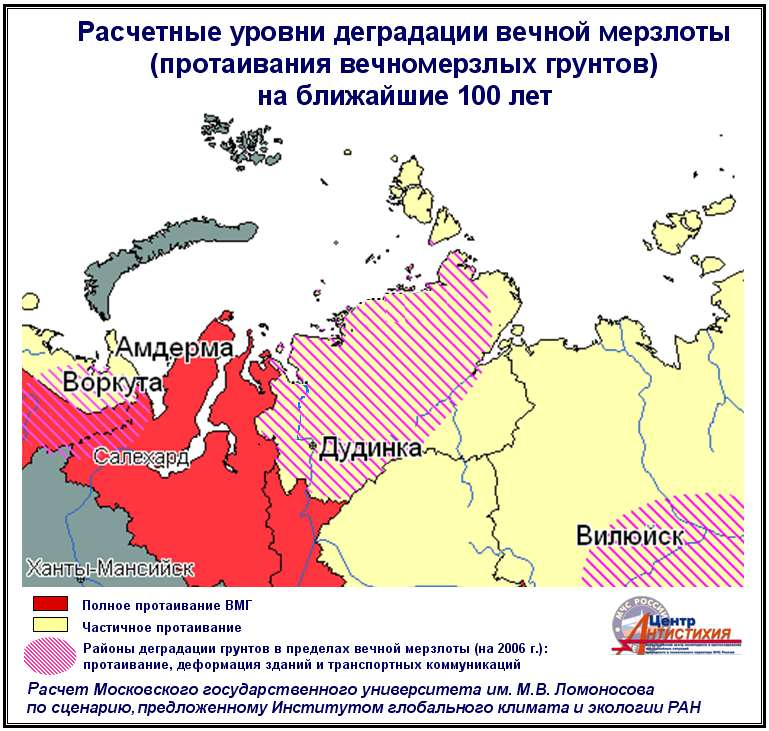 Расчетные уровни деградации вечной мерзлоты
(протаивания вечномерзлых грунтов)
на ближайшие 100 лет
Амдерма
Воркута
Салехард
Дудинка
Вилюйск
Ханты-Мансийск
Полное протаивание ВМГ
Частичное протаивание
Районы деградации грунтов в пределах вечной мерзлоты (на 2006 г.):
протаивание, деформация зданий и транспортных коммуникаций
МЧС РОССИИ
Центр
Антистихия
Расчет Московского государственного университета им. М.В. Ломоносова
по сценарию, предложенному Институтом глобального климата и экологии РАН